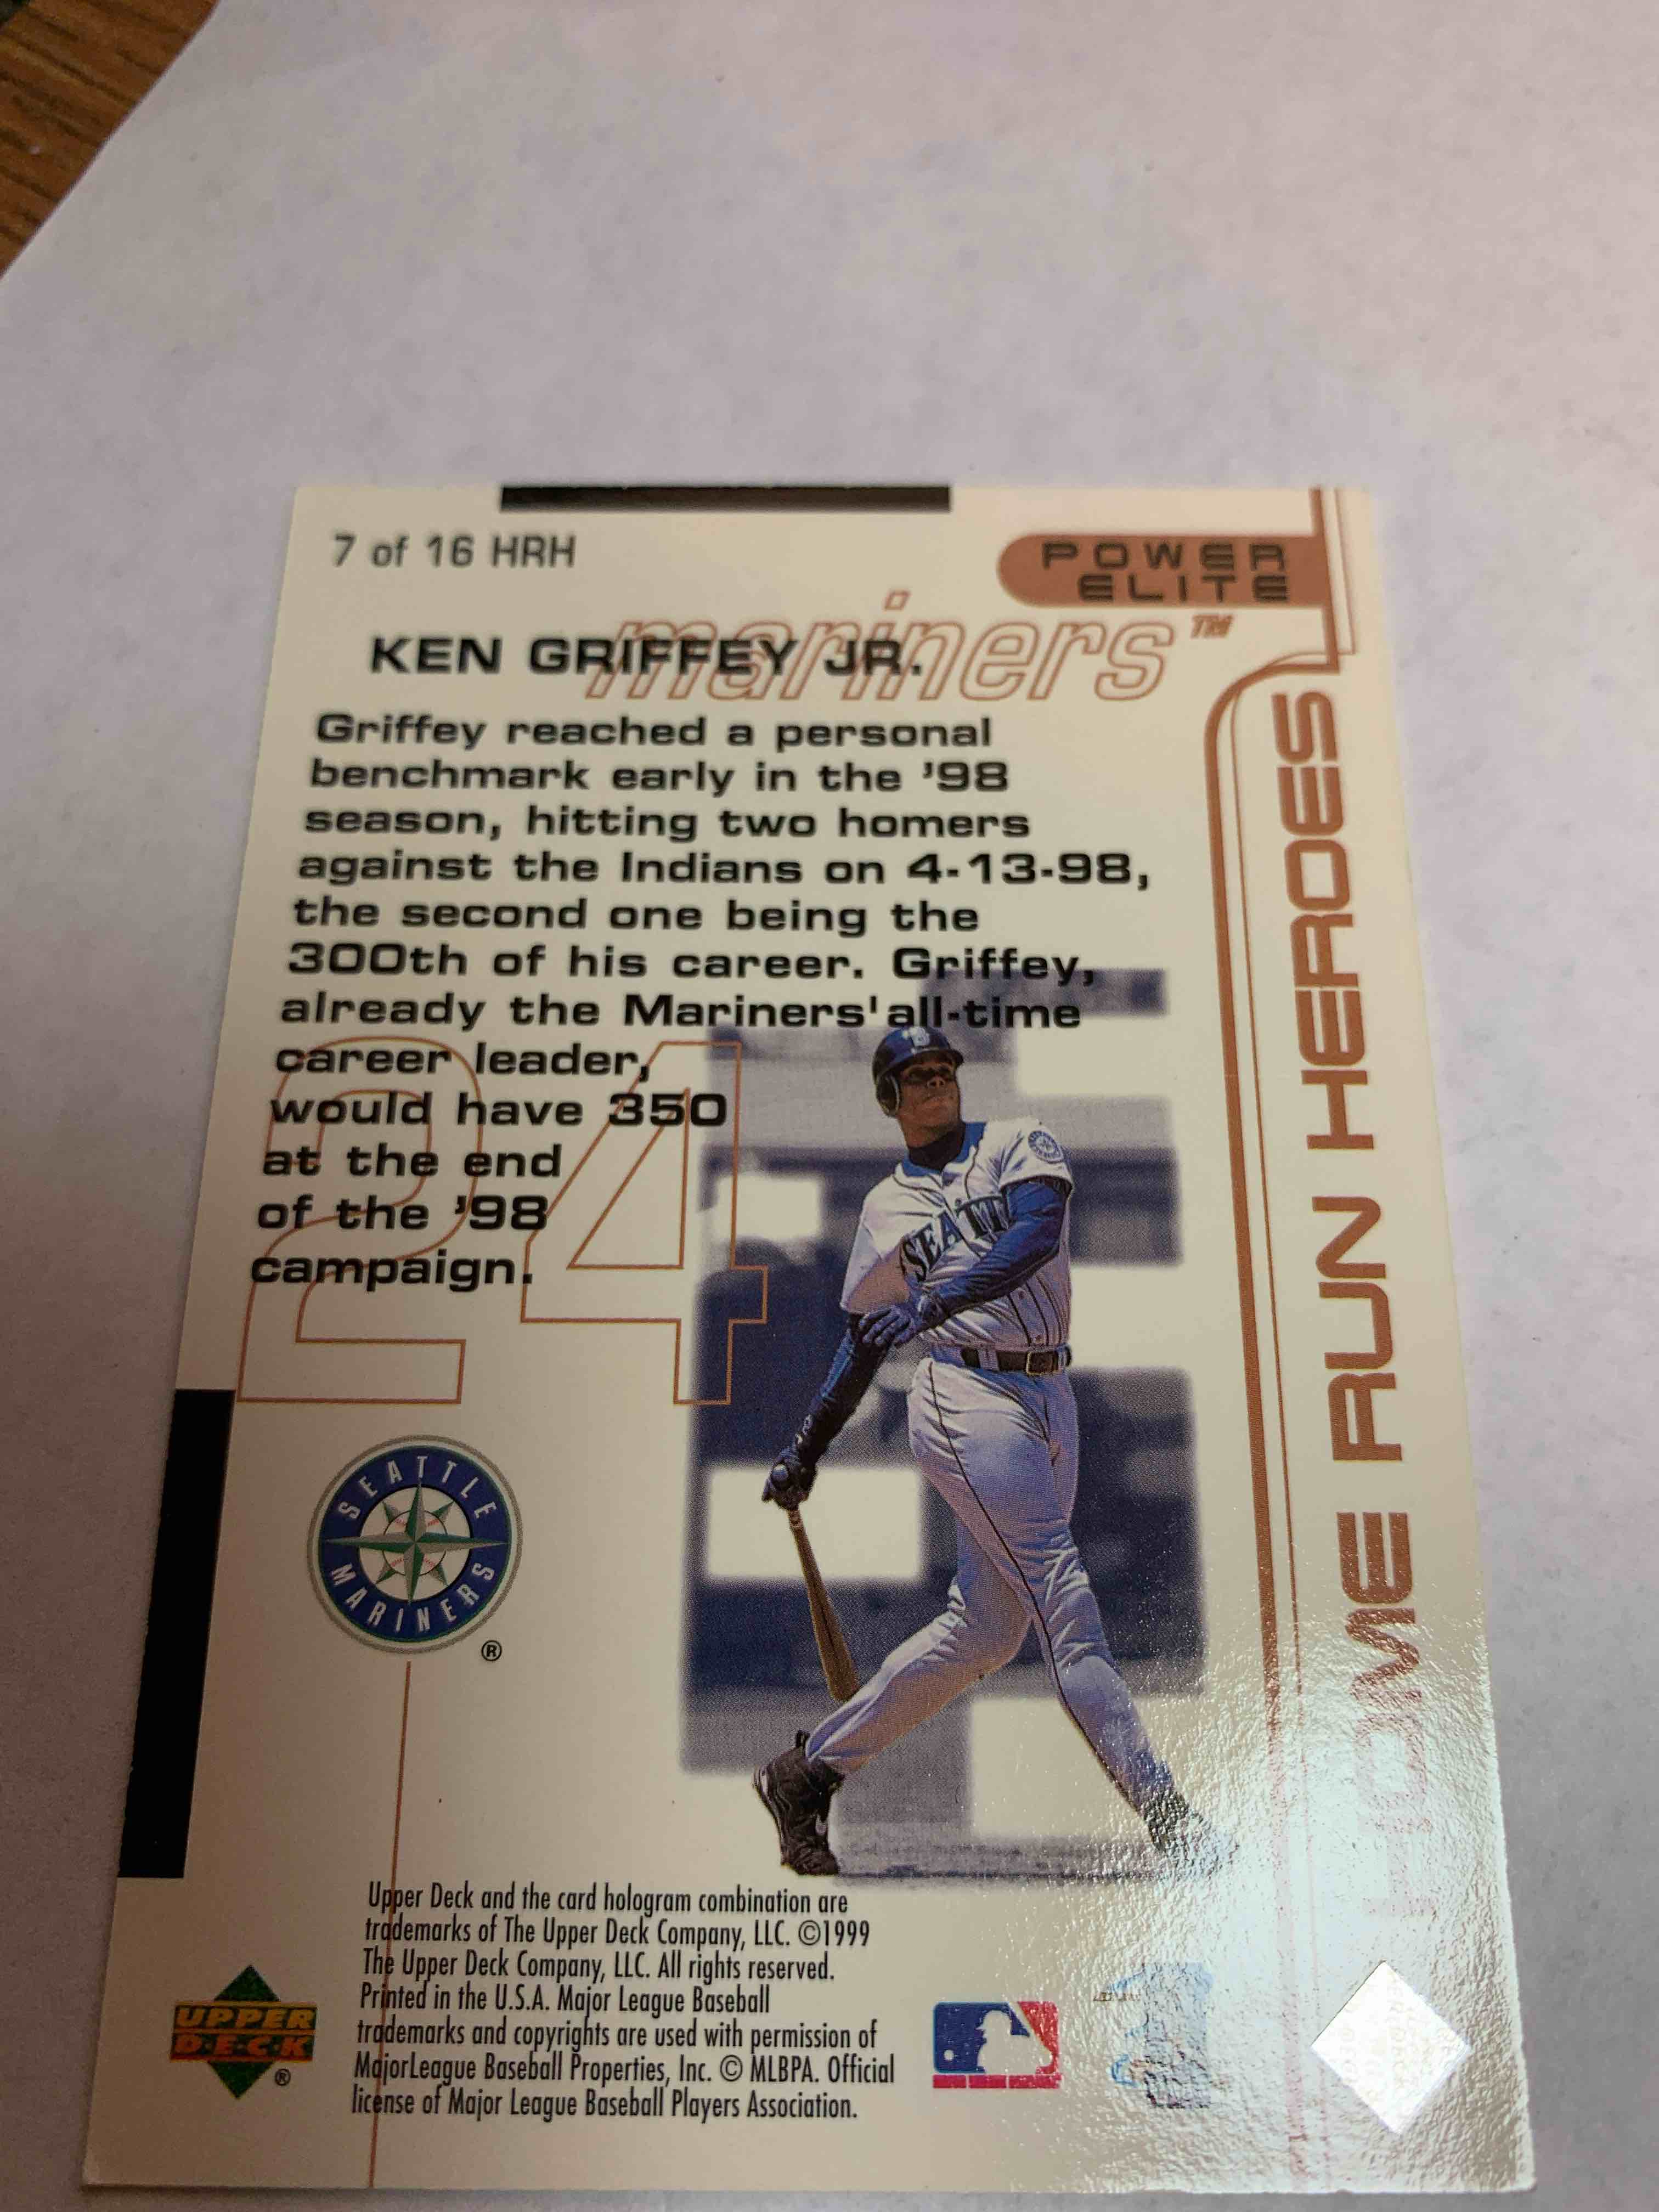 7 of 16 HRH
POWER
ELITE
mariners™
KEN GRIFFEY JR.
Griffey reached a personal
benchmark early in the '98
season, hitting two homers
against the Indians on 4-13-98,
the second one being the
300th of his career. Griffey,
already the Mariners' all-time
career leader,
would have 350
at the end
of the '98
campaign.
24
HOME RUN HEROES
SEATT
SEATTLE
MARINERS
®
Upper Deck and the card hologram combination are
trademarks of The Upper Deck Company, LLC. ©1999
The Upper Deck Company, LLC. All rights reserved.
Printed in the U.S.A. Major League Baseball
trademarks and copyrights are used with permission of
MajorLeague Baseball Properties, Inc. © MLBPA. Official
license of Major League Baseball Players Association.
UPPER
D·E·C·K
®